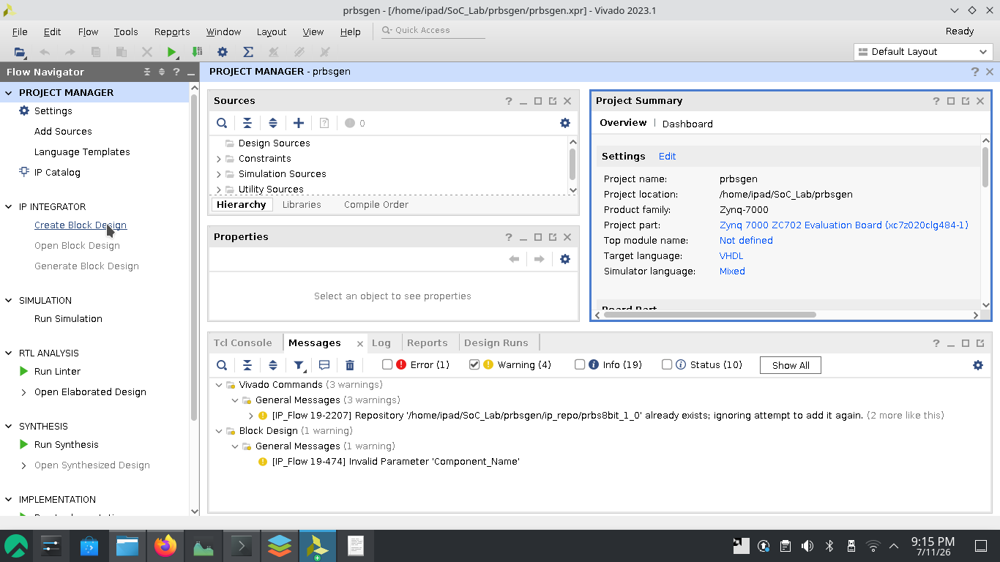 prbsgen - [/home/ipad/SoC_Lab/prbsgen/prbsgen.xpr] - Vivado 2023.1
File Edit Flow Tools Reports Window Layout View Help Quick Access Ready
Default Layout
Flow Navigator
PROJECT MANAGER
Settings
Add Sources
Language Templates
IP Catalog
IP INTEGRATOR
Create Block Design
Open Block Design
Generate Block Design
SIMULATION
Run Simulation
RTL ANALYSIS
Run Linter
Open Elaborated Design
SYNTHESIS
Run Synthesis
Open Synthesized Design
IMPLEMENTATION
PROJECT MANAGER - prbsgen
Sources
0
Design Sources
Constraints
Simulation Sources
Utility Sources
Hierarchy Libraries Compile Order
Properties
Select an object to see properties
Project Summary
Overview Dashboard
Settings Edit
Project name: prbsgen
Project location: /home/ipad/SoC_Lab/prbsgen
Product family: Zynq-7000
Project part: Zynq 7000 ZC702 Evaluation Board (xc7z020clg484-1)
Top module name: Not defined
Target language: VHDL
Simulator language: Mixed
Board Part
Tcl Console Messages Log Reports Design Runs
Error (1) Warning (4) Info (19) Status (10) Show All
Vivado Commands (3 warnings)
General Messages (3 warnings)
[IP_Flow 19-2207] Repository '/home/ipad/SoC_Lab/prbsgen/ip_repo/prbs8bit_1_0' already exists; ignoring attempt to add it again. (2 more like this)
Block Design (1 warning)
General Messages (1 warning)
[IP_Flow 19-474] Invalid Parameter 'Component_Name'
9:15 PM
7/11/26